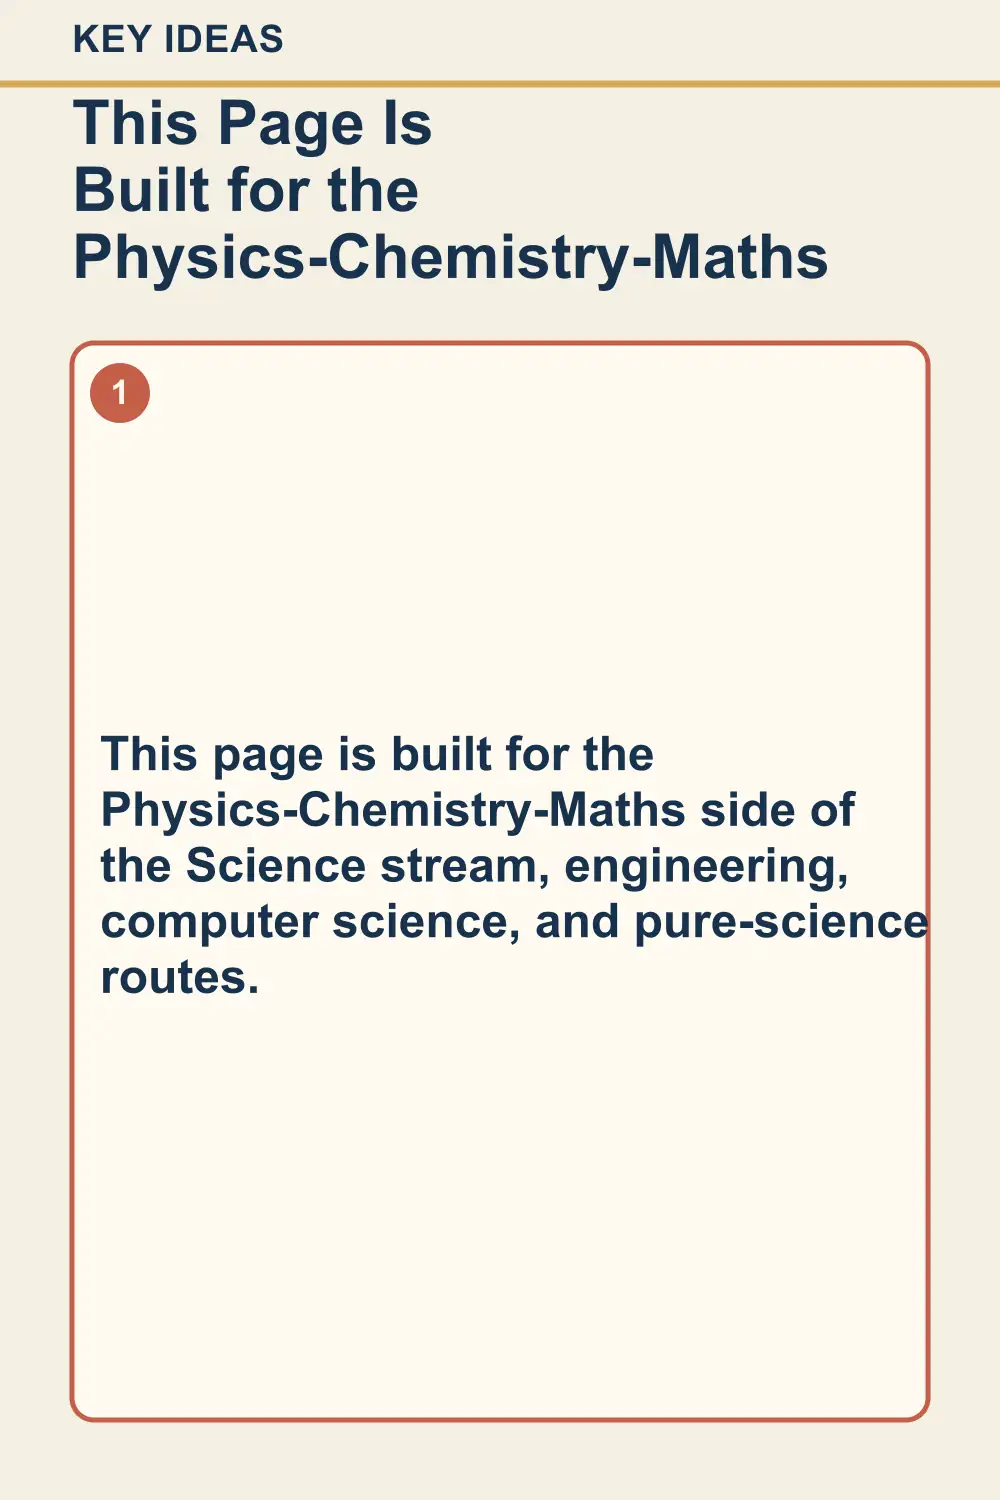 KEY IDEAS
This Page Is
Built for the
Physics-Chemistry-Maths
1
This page is built for the
Physics-Chemistry-Maths side of
the Science stream, engineering,
computer science, and pure-science
routes.